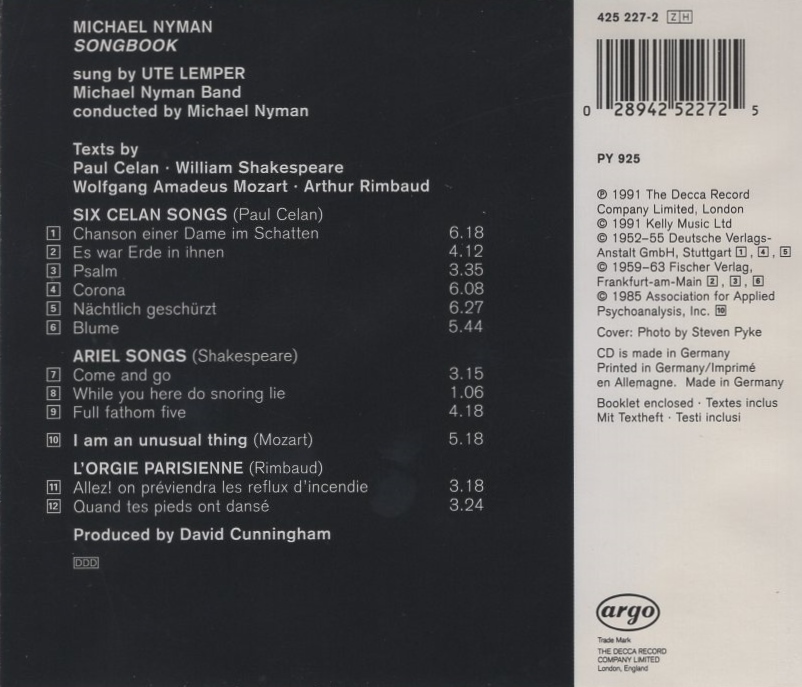 MICHAEL NYMAN
SONGBOOK
sung by UTE LEMPER
Michael Nyman Band
conducted by Michael Nyman
Texts by
Paul Celan · William Shakespeare
Wolfgang Amadeus Mozart · Arthur Rimbaud
SIX CELAN SONGS (Paul Celan)
1 Chanson einer Dame im Schatten 6.18
2 Es war Erde in ihnen 4.12
3 Psalm 3.35
4 Corona 6.08
5 Nächtlich geschürzt 6.27
6 Blume 5.44
ARIEL SONGS (Shakespeare)
7 Come and go 3.15
8 While you here do snoring lie 1.06
9 Full fathom five 4.18
10 I am an unusual thing (Mozart) 5.18
L'ORGIE PARISIENNE (Rimbaud)
11 Allez! on préviendra les reflux d'incendie 3.18
12 Quand tes pieds ont dansé 3.24
Produced by David Cunningham
DDD
425 227-2 ZH
0 28942 52272 5
PY 925
℗ 1991 The Decca Record
Company Limited, London
© 1991 Kelly Music Ltd
© 1952–55 Deutsche Verlags-
Anstalt GmbH, Stuttgart 1, 4, 5
© 1959–63 Fischer Verlag,
Frankfurt-am-Main 2, 3, 6
© 1985 Association for Applied
Psychoanalysis, Inc. 10
Cover: Photo by Steven Pyke
CD is made in Germany
Printed in Germany/Imprimé
en Allemagne. Made in Germany
Booklet enclosed · Textes inclus
Mit Textheft · Testi inclusi
argo
Trade Mark
THE DECCA RECORD
COMPANY LIMITED
London, England